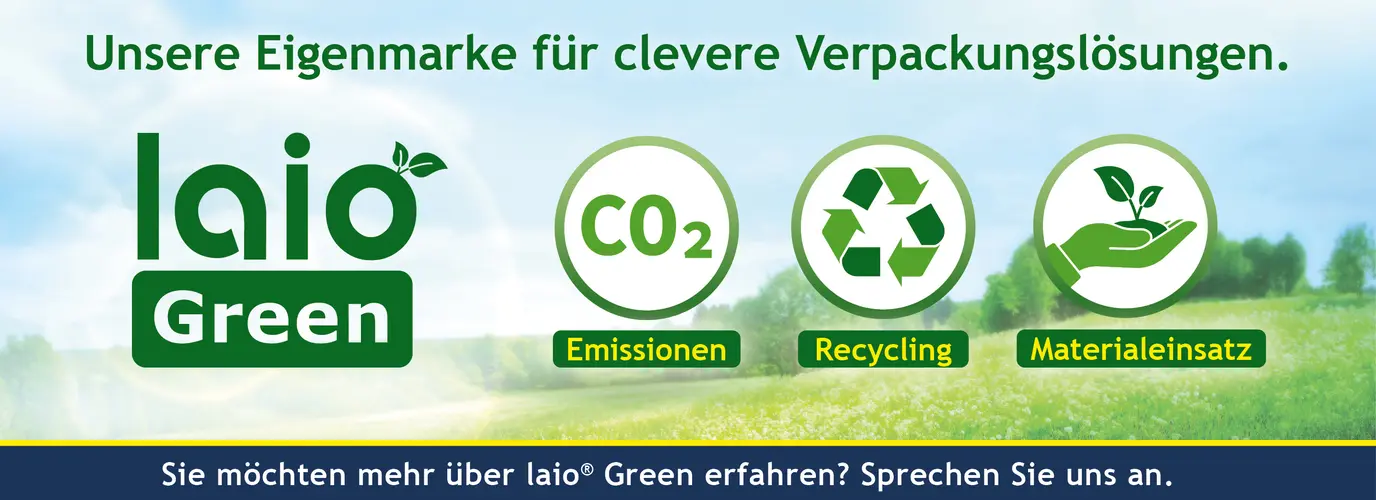 Unsere Eigenmarke für clevere Verpackungslösungen.
laio
Green
CO₂
Emissionen
Recycling
Materialeinsatz
Sie möchten mehr über laio® Green erfahren? Sprechen Sie uns an.